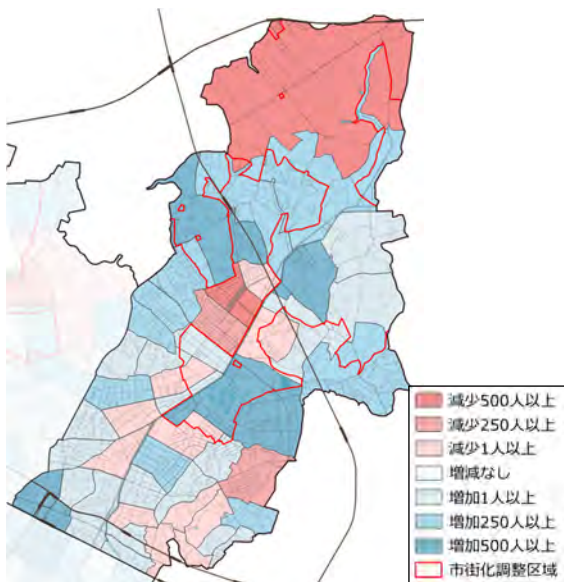 減少500人以上
減少250人以上
減少1人以上
増減なし
増加1人以上
増加250人以上
増加500人以上
市街化調整区域